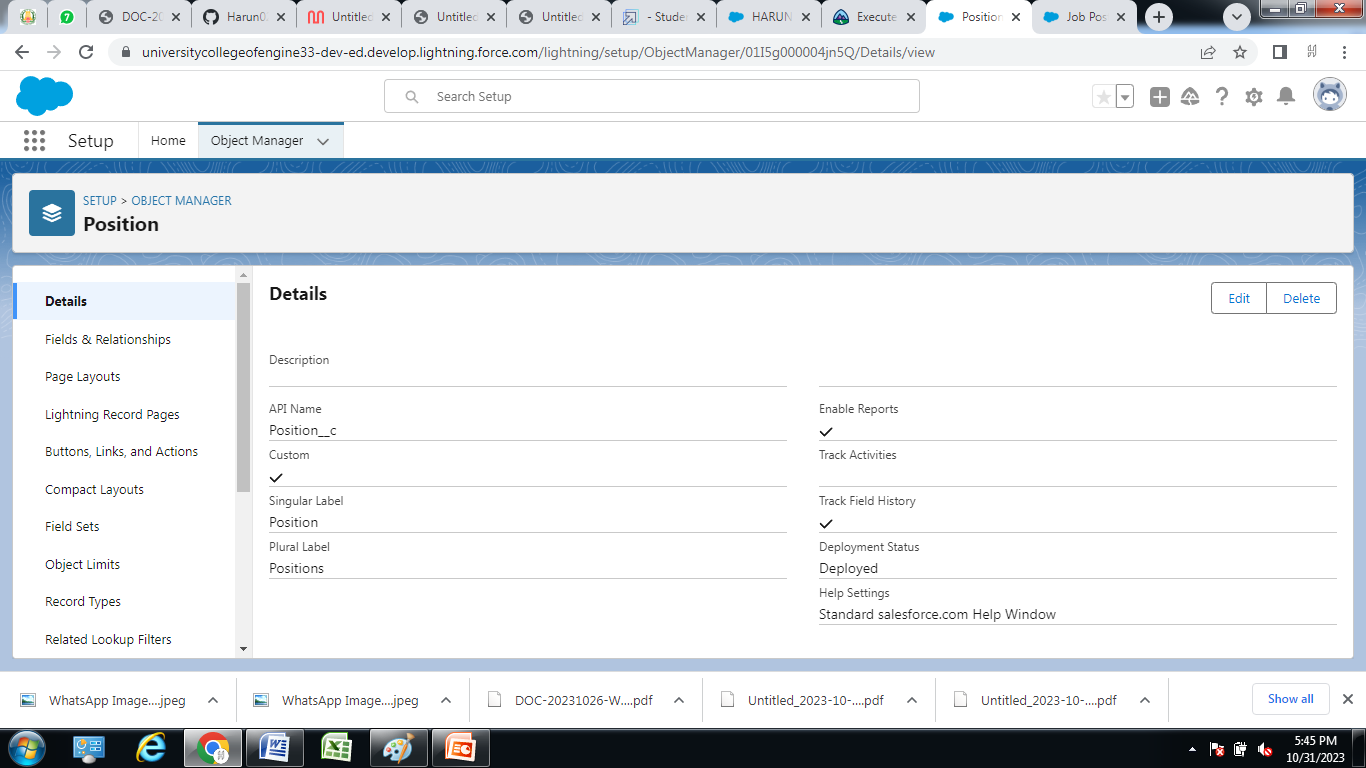 DOC-20
Harun0
Untitled
Untitled
Untitled
- Studen
HARUN
Execute
Position
Job Pos
universitycollegeofengine33-dev-ed.develop.lightning.force.com/lightning/setup/ObjectManager/01I5g000004jn5Q/Details/view
Search Setup
Setup
Home
Object Manager
SETUP > OBJECT MANAGER
Position
Details
Fields & Relationships
Page Layouts
Lightning Record Pages
Buttons, Links, and Actions
Compact Layouts
Field Sets
Object Limits
Record Types
Related Lookup Filters
Details
Edit
Delete
Description
API Name
Position__c
Custom
Singular Label
Position
Plural Label
Positions
Enable Reports
Track Activities
Track Field History
Deployment Status
Deployed
Help Settings
Standard salesforce.com Help Window
WhatsApp Image....jpeg
WhatsApp Image....jpeg
DOC-20231026-W....pdf
Untitled_2023-10-....pdf
Untitled_2023-10-....pdf
Show all
5:45 PM
10/31/2023